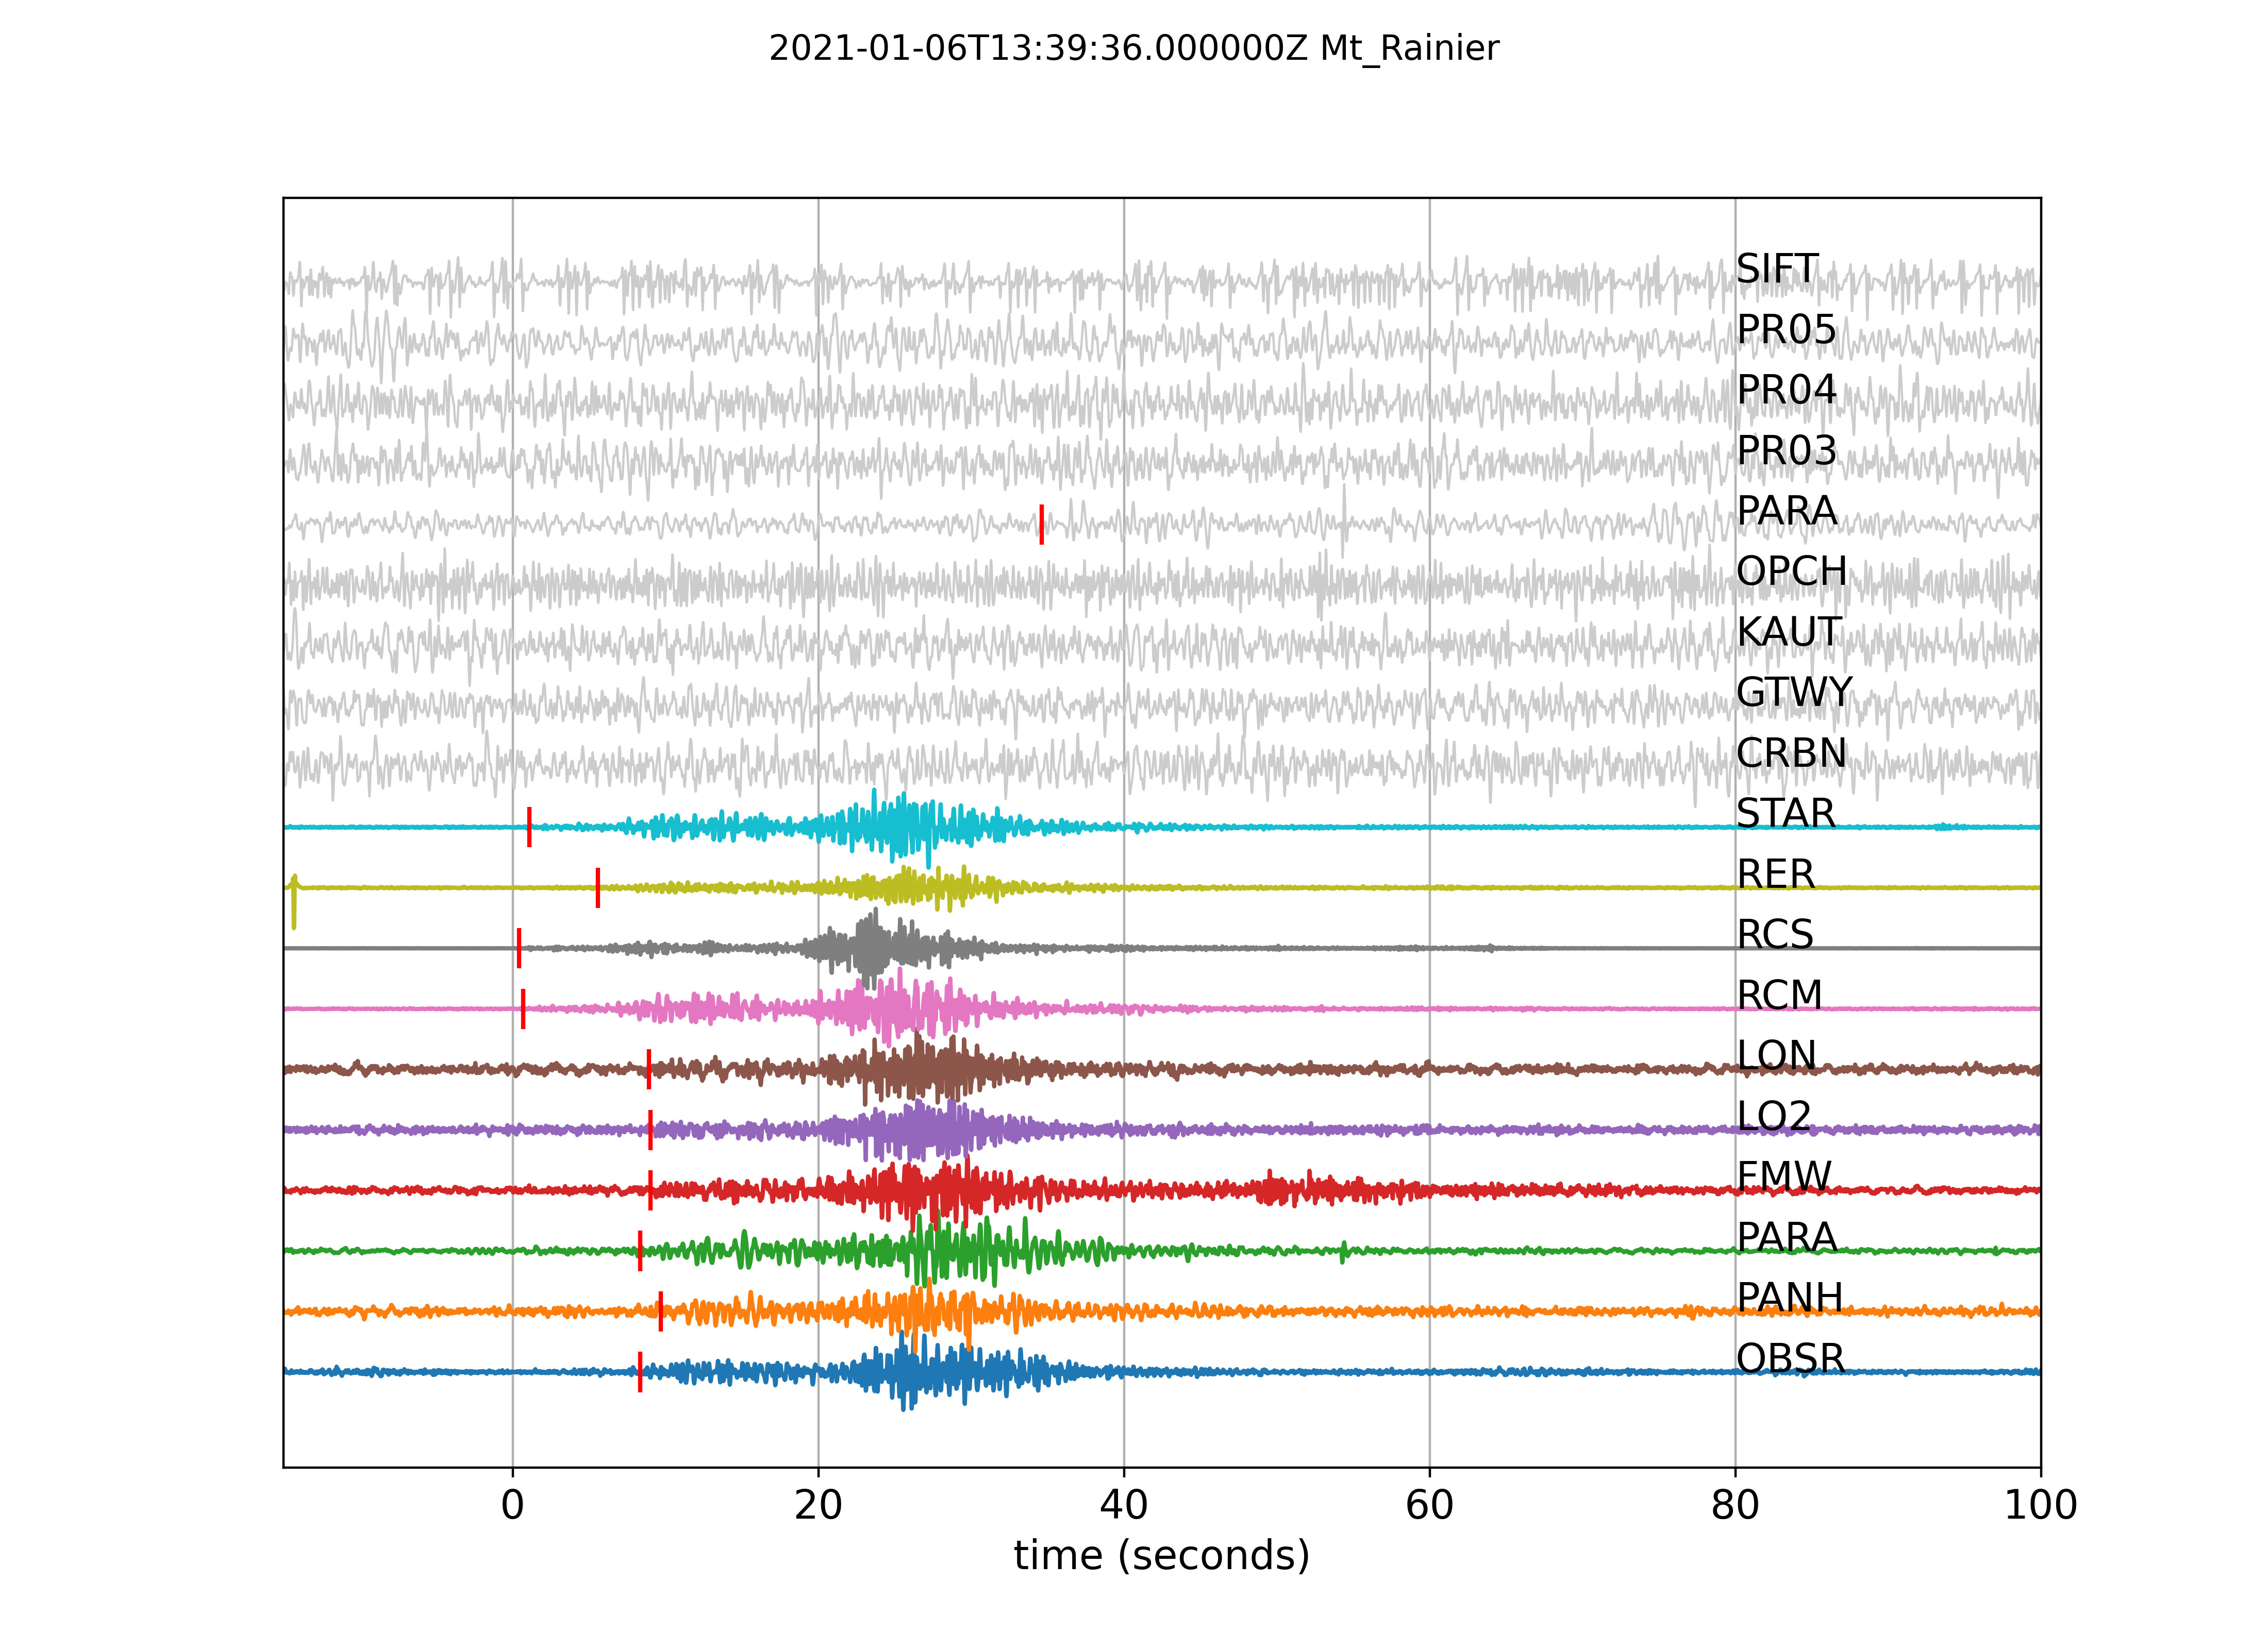 2021-01-06T13:39:36.000000Z Mt_Rainier
SIFT
PR05
PR04
PR03
PARA
OPCH
KAUT
GTWY
CRBN
STAR
RER
RCS
RCM
LON
LO2
FMW
PARA
PANH
OBSR
0 20 40 60 80 100
time (seconds)